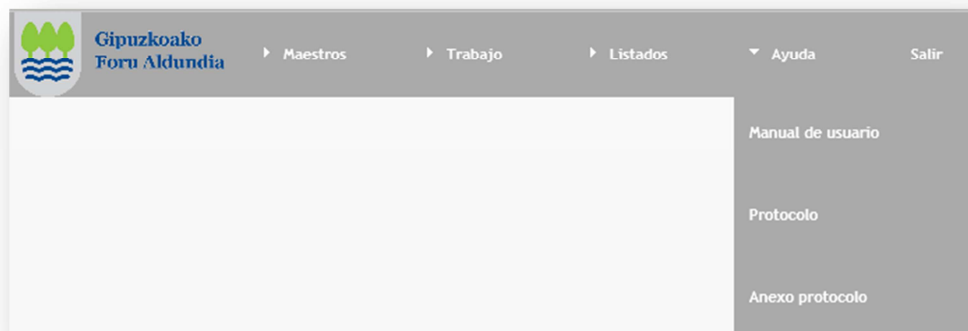 Gipuzkoako
Foru Aldundia
Maestros
Trabajo
Listados
Ayuda
Salir
Manual de usuario
Protocolo
Anexo protocolo